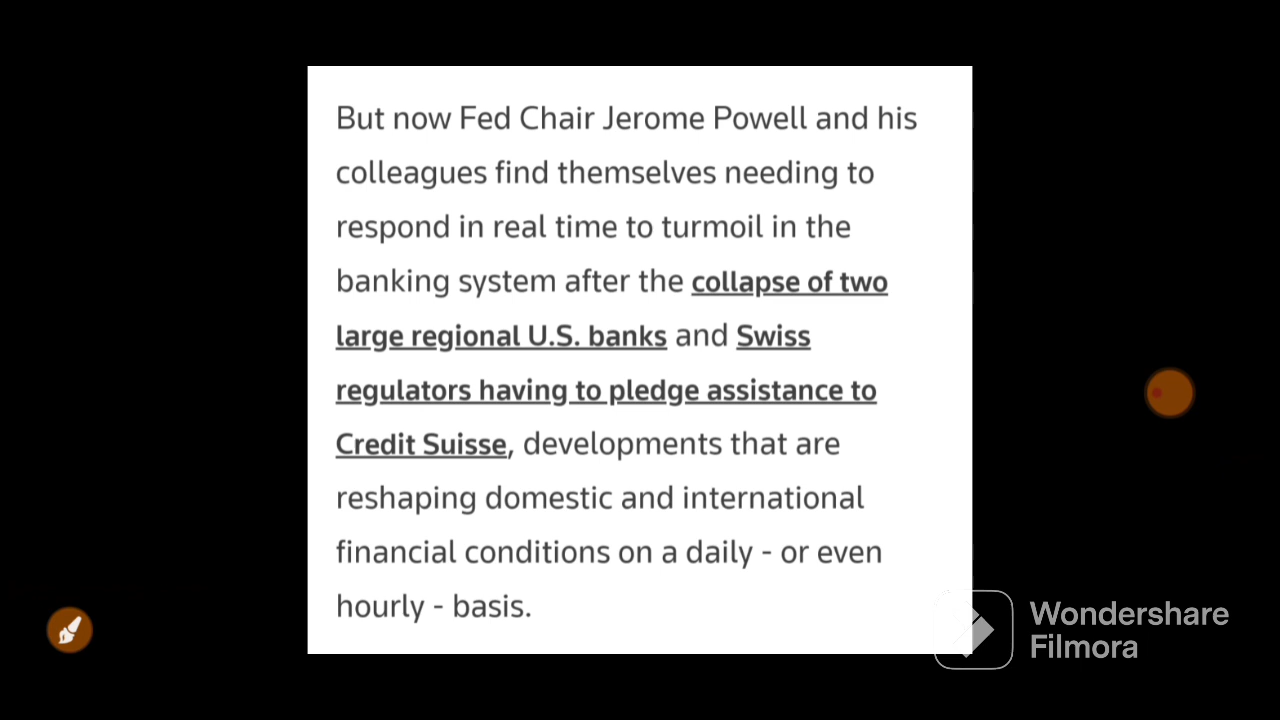 But now Fed Chair Jerome Powell and his
colleagues find themselves needing to
respond in real time to turmoil in the
banking system after the collapse of two
large regional U.S. banks and Swiss
regulators having to pledge assistance to
Credit Suisse, developments that are
reshaping domestic and international
financial conditions on a daily - or even
hourly - basis.
Wondershare
Filmora